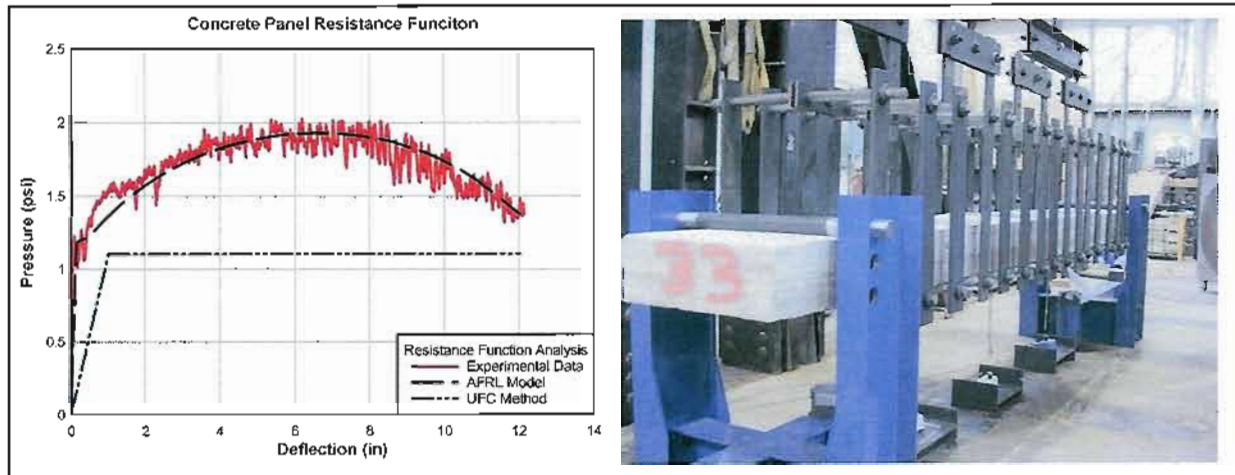 Concrete Panel Resistance Funciton
2.5
2
1.5
1
0.5
0
Pressure (psi)
0 2 4 6 8 10 12 14
Deflection (in)
Resistance Function Analysis
Experimental Data
AFRL Model
UFC Method
33